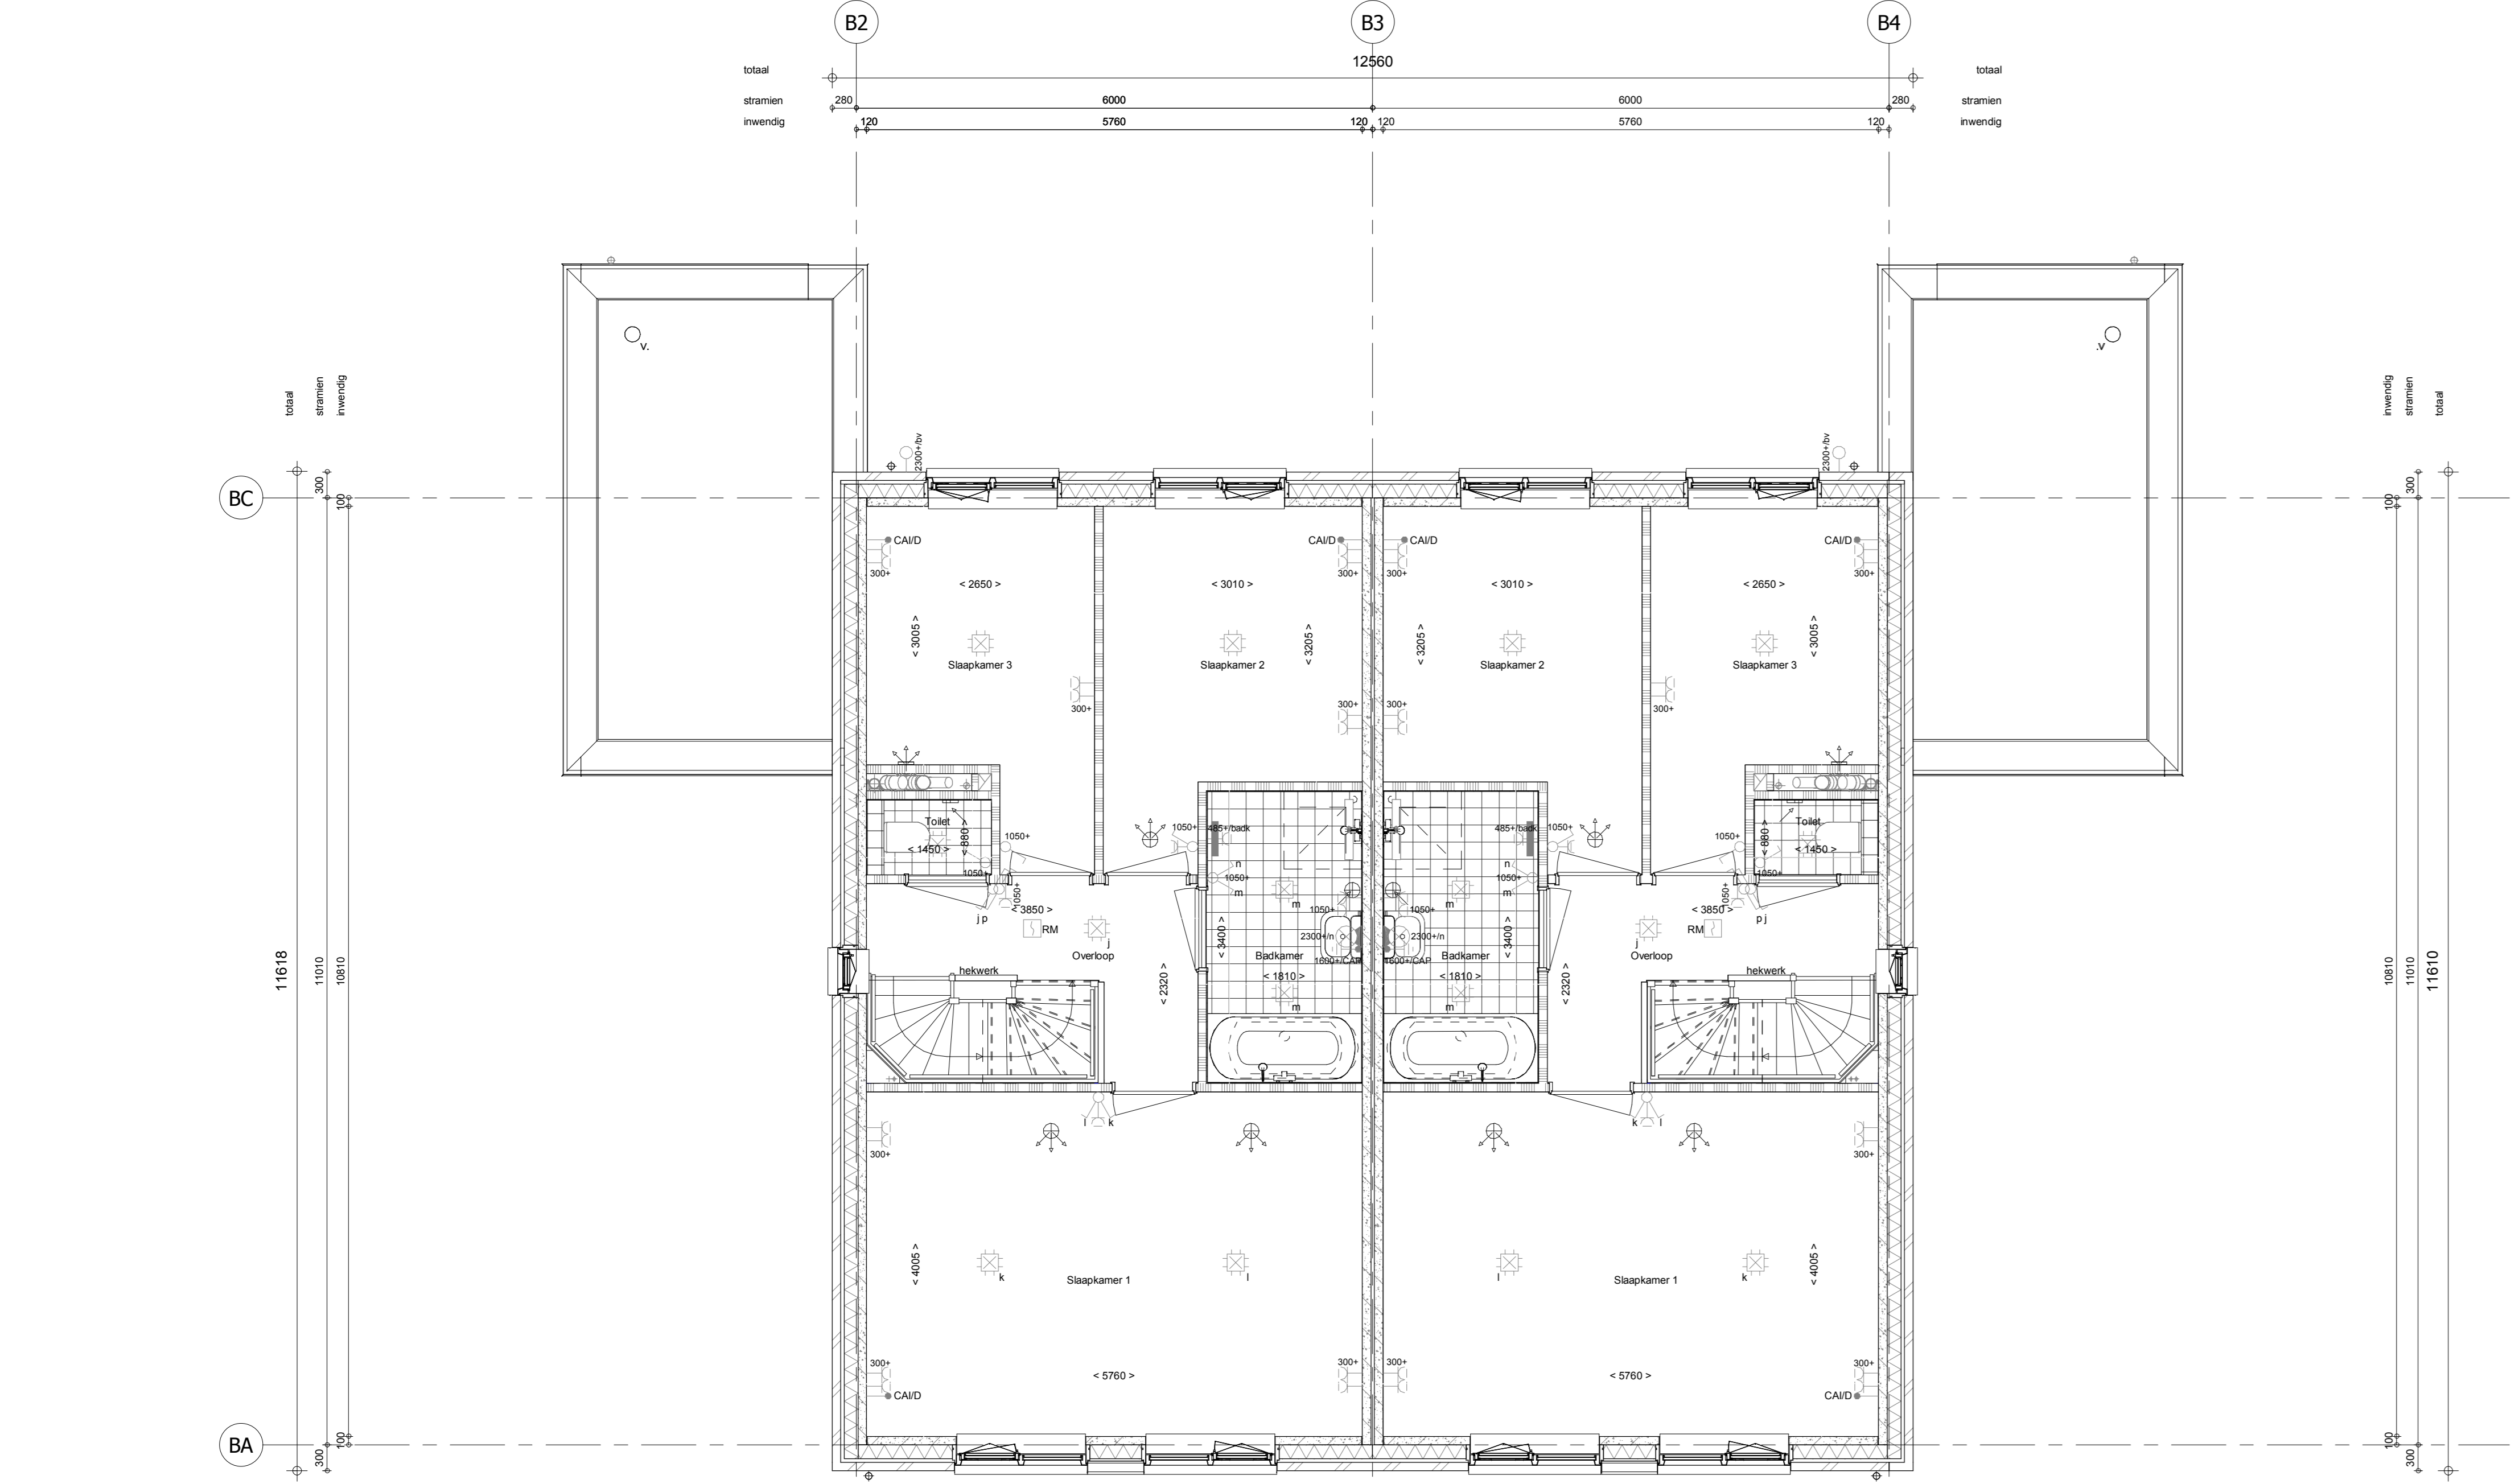 B2 B3 B4
12560
totaal totaal
stramien 280 6000 6000 280 stramien
inwendig 120 5760 120 120 5760 120 inwendig
v. .v
totaal stramien inwendig inwendig stramien totaal
2300+/bv 2300+/bv
BC 300 100 100 300
CAI/D CAI/D CAI/D CAI/D
300+ 300+ 300+ 300+
< 2650 > < 3010 > < 3010 > < 2650 >
< 3005 > < 3205 > < 3205 > < 3005 >
Slaapkamer 3 Slaapkamer 2 Slaapkamer 2 Slaapkamer 3
300+ 300+ 300+ 300+
Toilet 1050+ 1050+ 485+/badk 485+/badk 1050+ 1050+ Toilet
< 1450 > < 880 > < 880 > < 1450 >
n n
1050+ 1050+ 1050+ 1050+
m m m m
1050+ 1050+ 1050+ 1050+
j p < 3850 > < 3850 > p j
RM j 2300+/n 2300+/n j RM
Overloop < 3400 > Badkamer Badkamer < 3400 > Overloop
1600+/CAP 1600+/CAP
hekwerk < 2320 > < 1810 > < 1810 > < 2320 > hekwerk
m m
11618 11010 10810 10810 11010 11610
++ ++
l k k l
300+ 300+
< 4005 > < 4005 >
k l l k
Slaapkamer 1 Slaapkamer 1
300+ 300+ 300+ 300+
< 5760 > < 5760 >
CAI/D CAI/D
BA 100 100
300 300